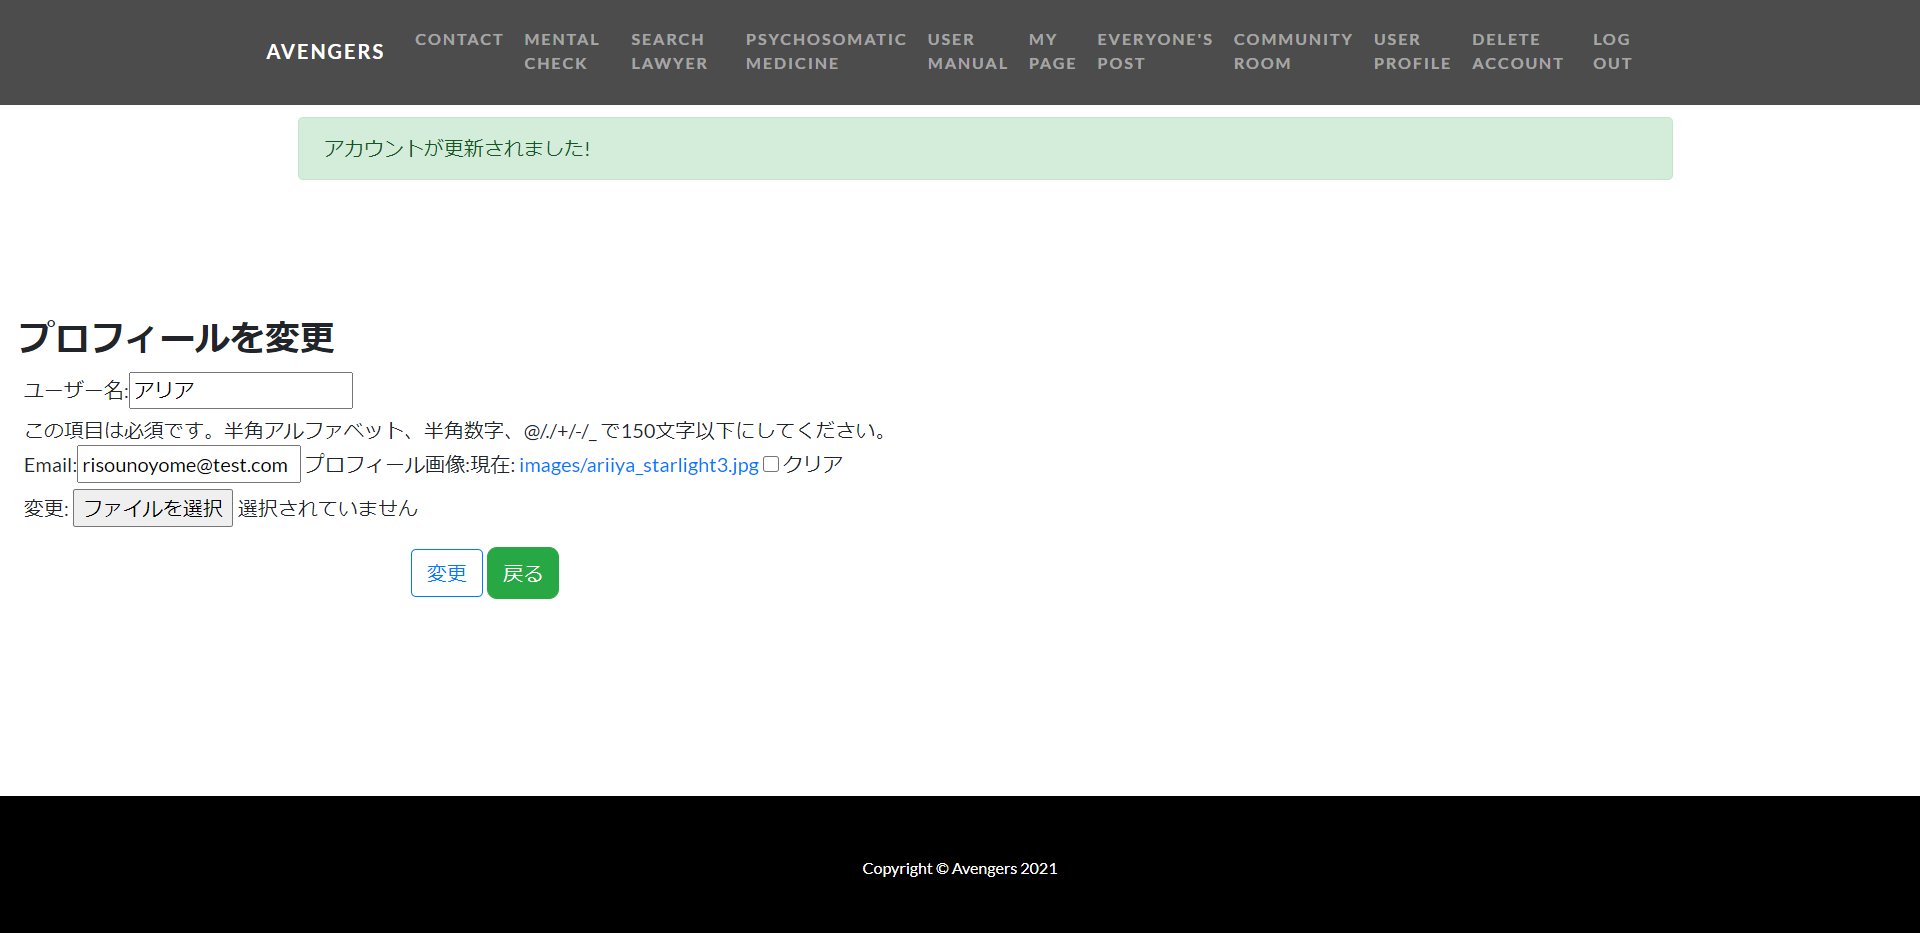 AVENGERS
CONTACT
MENTAL CHECK
SEARCH LAWYER
PSYCHOSOMATIC MEDICINE
USER MANUAL
MY PAGE
EVERYONE'S POST
COMMUNITY ROOM
USER PROFILE
DELETE ACCOUNT
LOG OUT
アカウントが更新されました!
プロフィールを変更
ユーザー名:アリア
この項目は必須です。半角アルファベット、半角数字、@/./+/-/_ で150文字以下にしてください。
Email:risounoyome@test.com プロフィール画像:現在: images/ariiya_starlight3.jpg クリア
変更: ファイルを選択 選択されていません
変更 戻る
Copyright © Avengers 2021